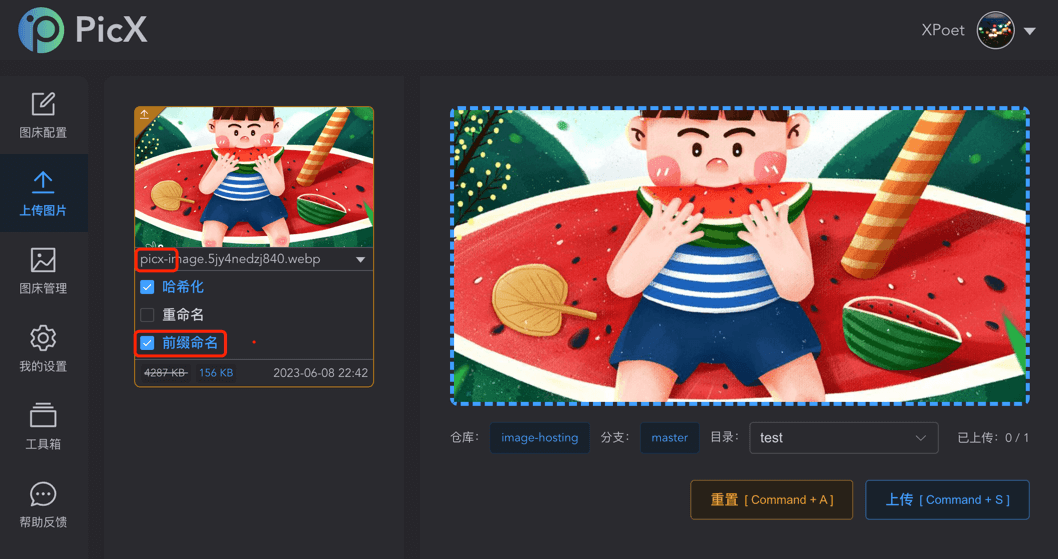 PicX
XPoet
图床配置
上传图片
图床管理
我的设置
工具箱
帮助反馈
picx-image.5jy4nedzj840.webp
哈希化
重命名
前缀命名
4287 KB 156 KB 2023-06-08 22:42
仓库: image-hosting 分支: master 目录: test 已上传: 0 / 1
重置 [ Command + A ] 上传 [ Command + S ]